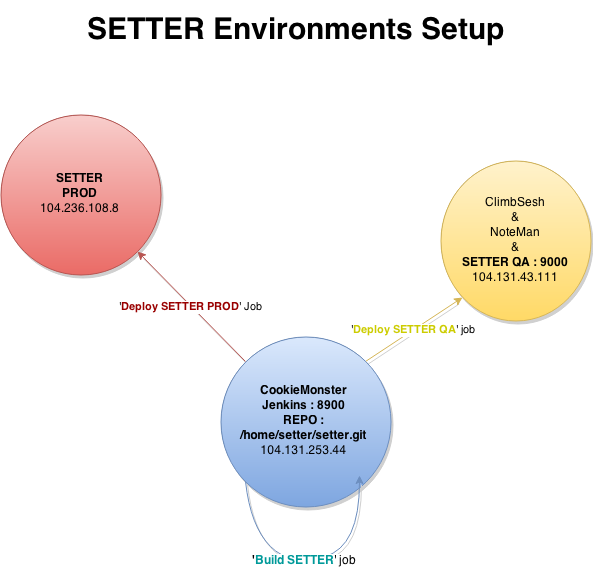 SETTER Environments Setup
SETTER
PROD
104.236.108.8
ClimbSesh
&
NoteMan
&
SETTER QA : 9000
104.131.43.111
'Deploy SETTER PROD' Job
'Deploy SETTER QA' job
CookieMonster
Jenkins : 8900
REPO :
/home/setter/setter.git
104.131.253.44
'Build SETTER' job